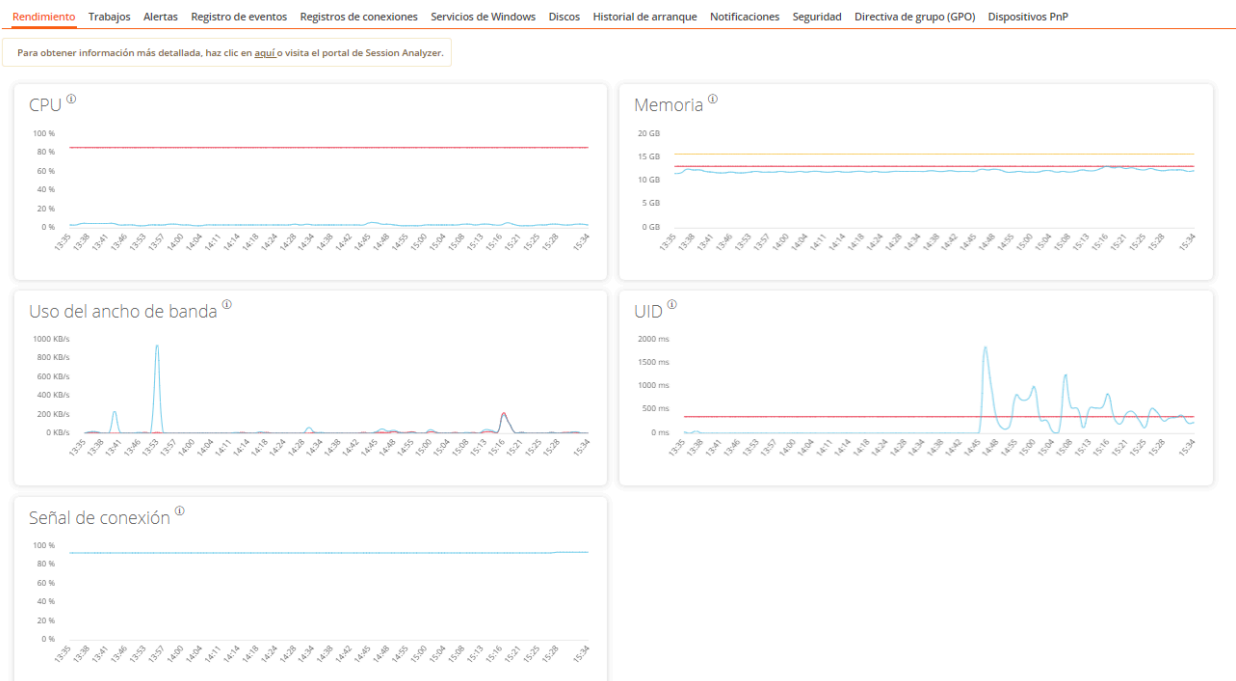 Rendimiento Trabajos Alertas Registro de eventos Registros de conexiones Servicios de Windows Discos Historial de arranque Notificaciones Seguridad Directiva de grupo (GPO) Dispositivos PnP
Para obtener información más detallada, haz clic en aquí o visita el portal de Session Analyzer.
CPU
100 %
80 %
60 %
40 %
20 %
0 %
13:35 13:38 13:41 13:46 13:53 13:57 14:00 14:04 14:11 14:14 14:18 14:24 14:28 14:34 14:38 14:42 14:45 14:48 14:55 15:00 15:04 15:08 15:13 15:16 15:21 15:25 15:28 15:34
Memoria
20 GB
15 GB
10 GB
5 GB
0 GB
13:35 13:38 13:41 13:46 13:53 13:57 14:00 14:04 14:11 14:14 14:18 14:24 14:28 14:34 14:38 14:42 14:45 14:48 14:55 15:00 15:04 15:08 15:13 15:16 15:21 15:25 15:28 15:34
Uso del ancho de banda
1000 KB/s
800 KB/s
600 KB/s
400 KB/s
200 KB/s
0 KB/s
13:35 13:38 13:41 13:46 13:53 13:57 14:00 14:04 14:11 14:14 14:18 14:24 14:28 14:34 14:38 14:42 14:45 14:48 14:55 15:00 15:04 15:08 15:13 15:16 15:21 15:25 15:28 15:34
UID
2000 ms
1500 ms
1000 ms
500 ms
0 ms
13:35 13:38 13:41 13:46 13:53 13:57 14:00 14:04 14:11 14:14 14:18 14:24 14:28 14:34 14:38 14:42 14:45 14:48 14:55 15:00 15:04 15:08 15:13 15:16 15:21 15:25 15:28 15:34
Señal de conexión
100 %
80 %
60 %
40 %
20 %
0 %
13:35 13:38 13:41 13:46 13:53 13:57 14:00 14:04 14:11 14:14 14:18 14:24 14:28 14:34 14:38 14:42 14:45 14:48 14:55 15:00 15:04 15:08 15:13 15:16 15:21 15:25 15:28 15:34